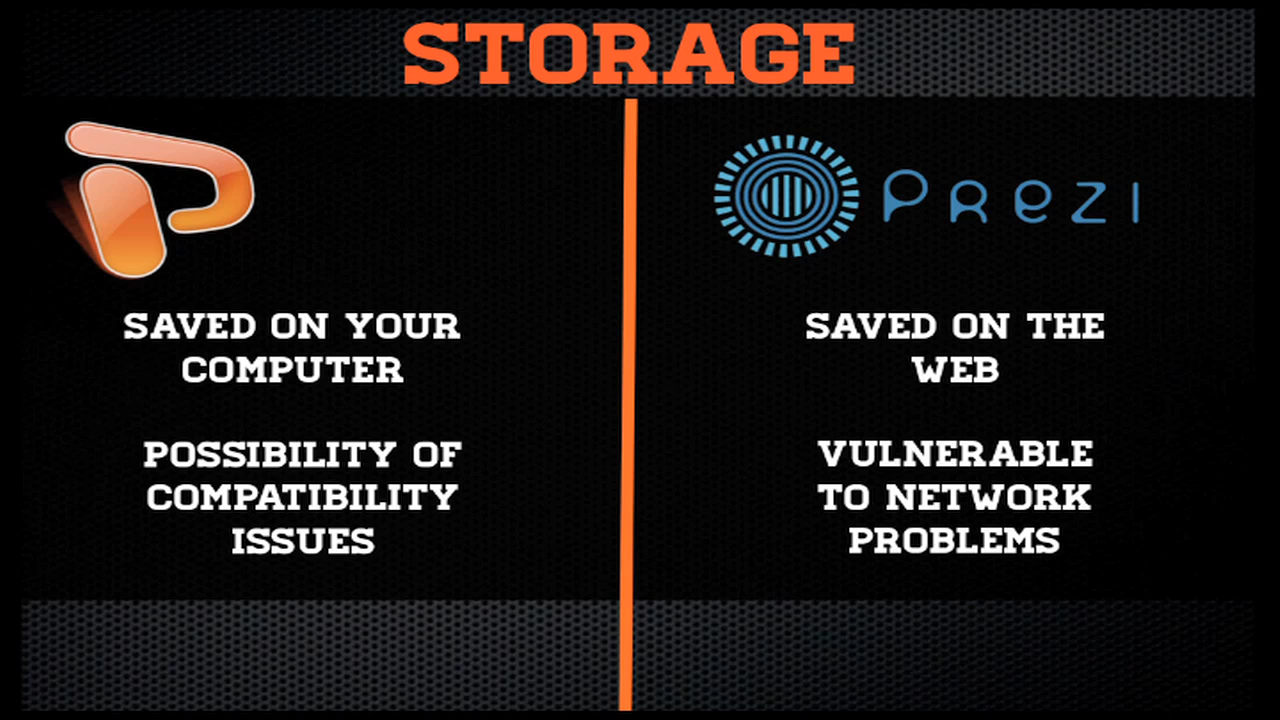 STORAGE
PREZI
SAVED ON YOUR
COMPUTER
POSSIBILITY OF
COMPATIBILITY
ISSUES
SAVED ON THE
WEB
VULNERABLE
TO NETWORK
PROBLEMS